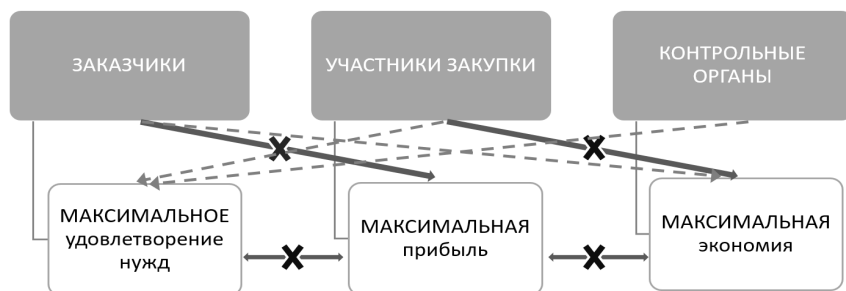 ЗАКАЗЧИКИ
УЧАСТНИКИ ЗАКУПКИ
КОНТРОЛЬНЫЕ
ОРГАНЫ
МАКСИМАЛЬНОЕ
удовлетворение
нужд
МАКСИМАЛЬНАЯ
прибыль
МАКСИМАЛЬНАЯ
экономия